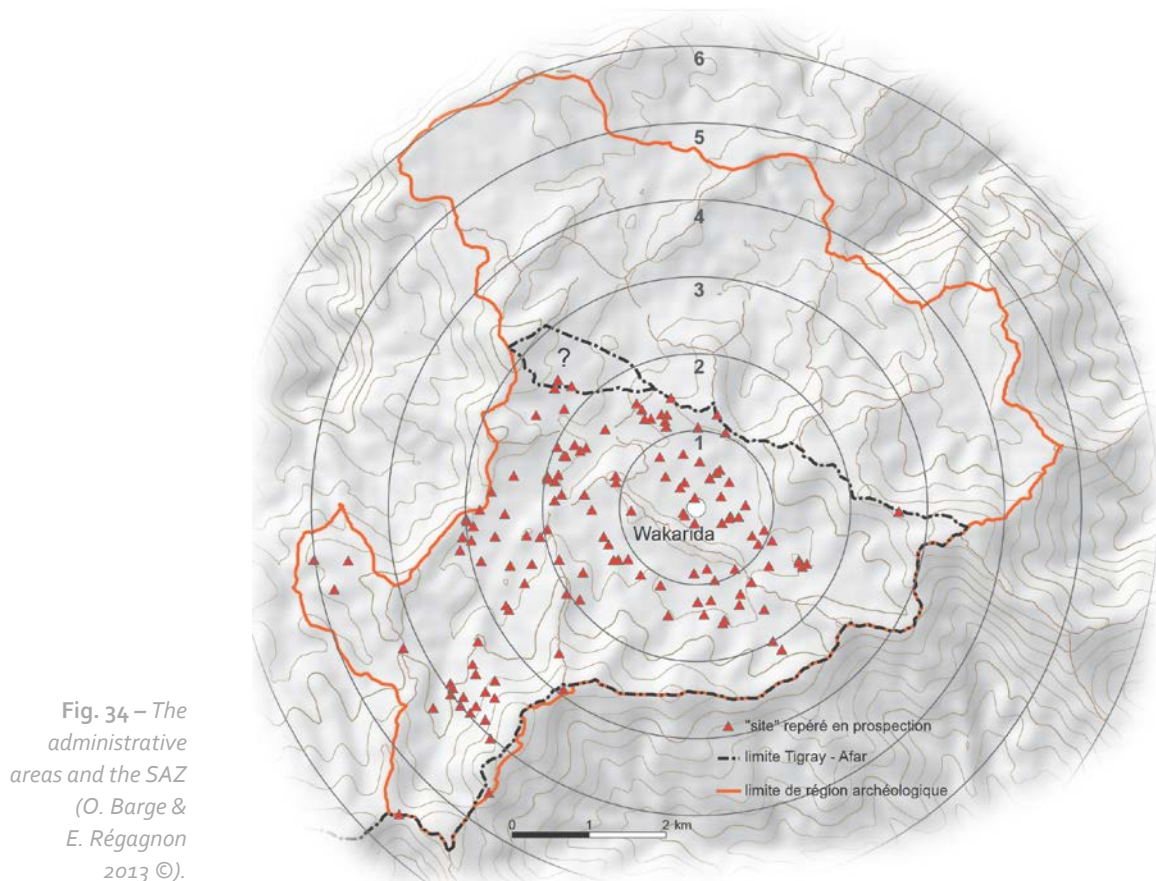 6
5
4
3
2
?
1
Wakarida
Fig. 34 – The
administrative
areas and the SAZ
(O. Barge &
E. Régagnon
2013 ©).
"site" repéré en prospection
limite Tigray - Afar
limite de région archéologique
0 1 2 km